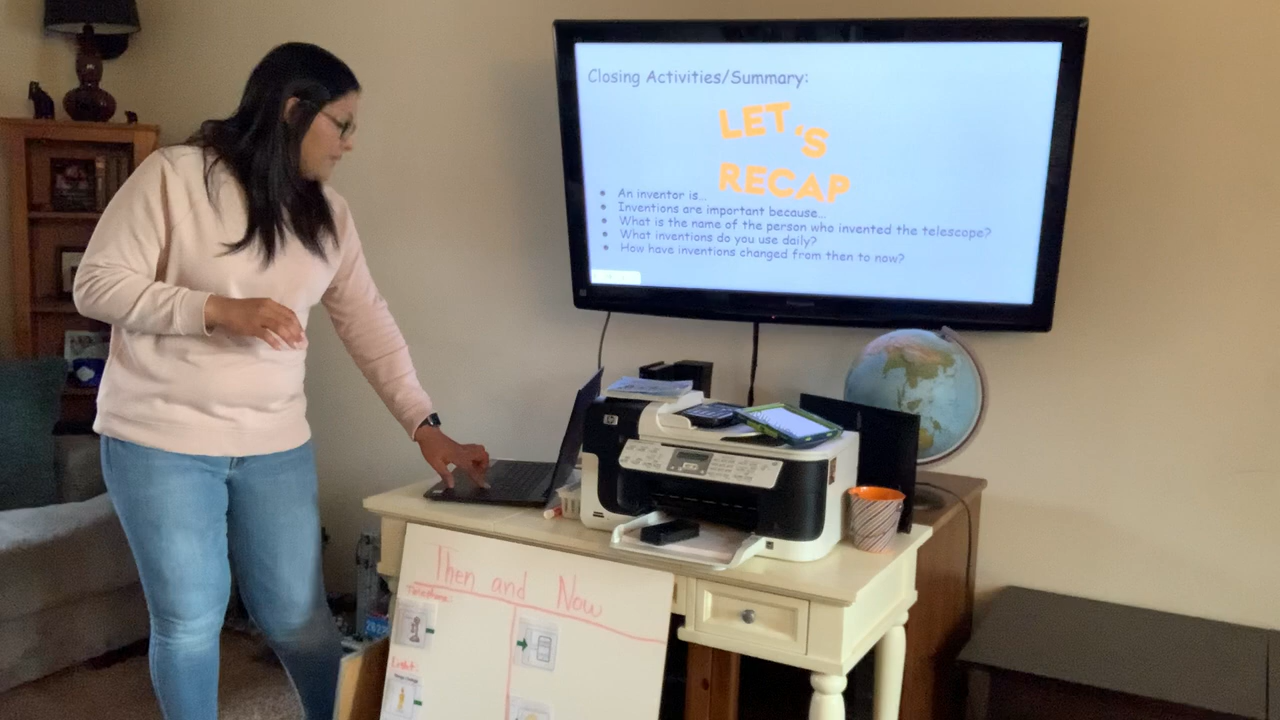 Closing Activities/Summary:
LET'S
RECAP
An inventor is...
Inventions are important because...
What is the name of the person who invented the telescope?
What inventions do you use daily?
How have inventions changed from then to now?
hp
Then and Now
Light: